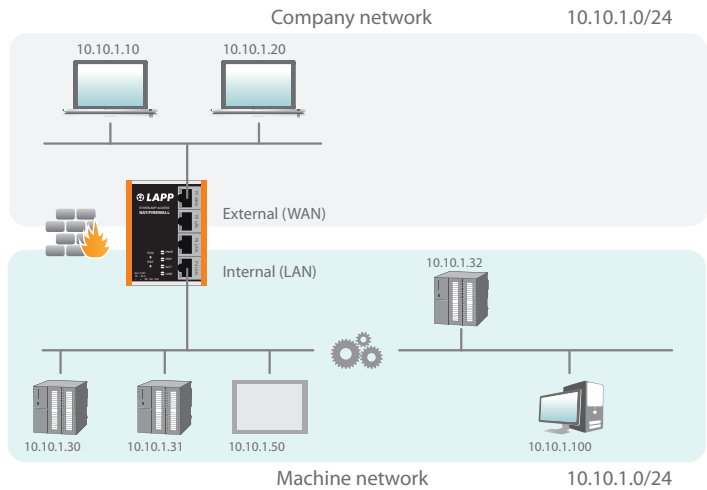 Company network 10.10.1.0/24
10.10.1.10 10.10.1.20
LAPP
NAT/FIREWALL
External (WAN)
Internal (LAN)
10.10.1.32
10.10.1.30 10.10.1.31 10.10.1.50 10.10.1.100
Machine network 10.10.1.0/24